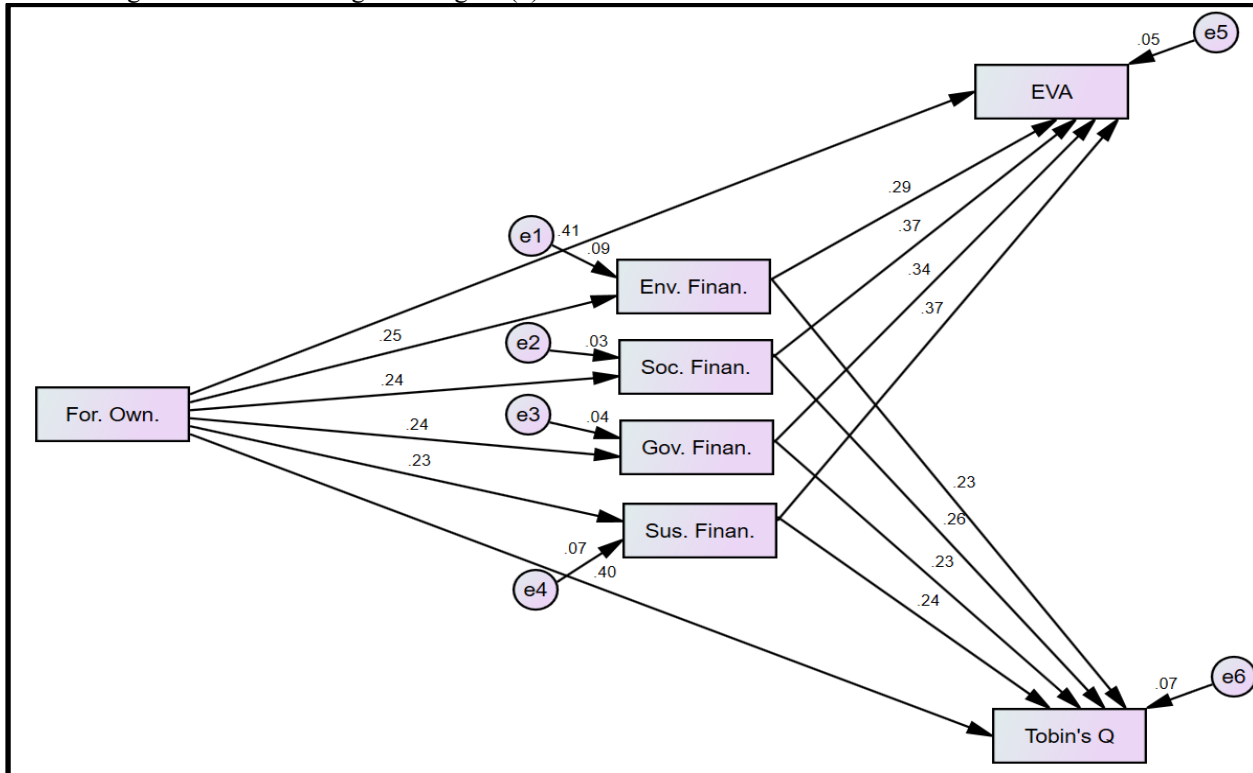 .05
e5
EVA
.29
e1
.41
.09
.37
Env. Finan.
.34
.25
.37
e2
.03
Soc. Finan.
.24
For. Own.
e3
.04
.24
Gov. Finan.
.23
.23
.26
Sus. Finan.
.07
.23
e4
.40
.24
.07
e6
Tobin's Q